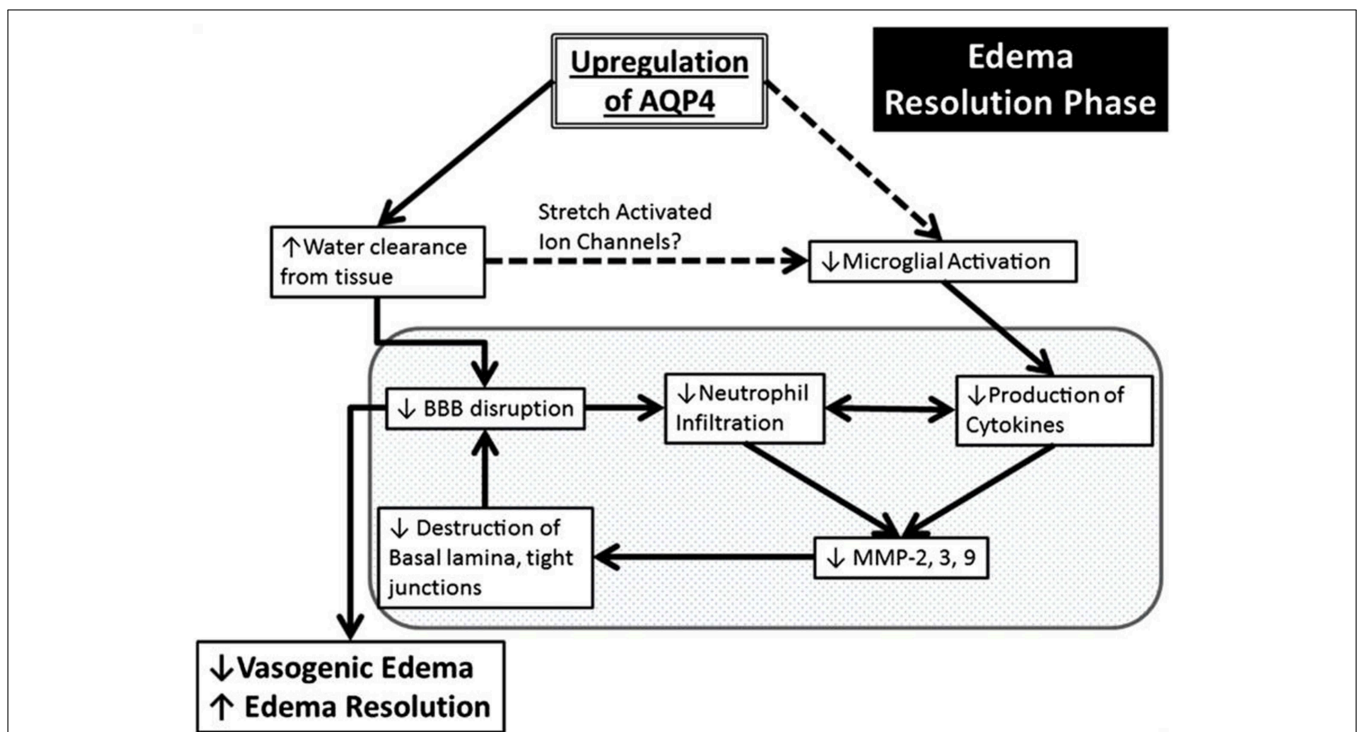 Upregulation
of AQP4
Edema
Resolution Phase
Stretch Activated
Ion Channels?
↑Water clearance
from tissue
↓Microglial Activation
↓ BBB disruption
↓Neutrophil
Infiltration
↓Production of
Cytokines
↓ Destruction of
Basal lamina, tight
junctions
↓ MMP-2, 3, 9
↓Vasogenic Edema
↑ Edema Resolution